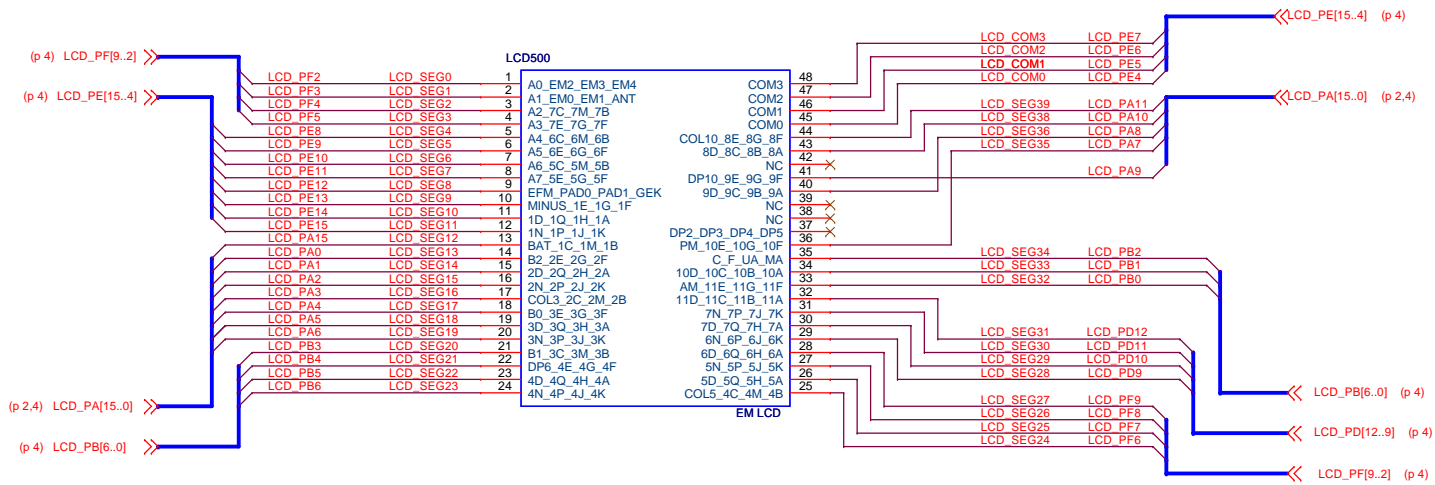 LCD_PE[15..4] (p 4)
LCD_COM3 LCD_PE7
LCD_COM2 LCD_PE6
LCD_COM1 LCD_PE5
LCD_COM0 LCD_PE4
(p 4) LCD_PF[9..2]
LCD500
LCD_PF2 LCD_SEG0 1 A0_EM2_EM3_EM4 COM3 48
LCD_PF3 LCD_SEG1 2 A1_EM0_EM1_ANT COM2 47
(p 4) LCD_PE[15..4]
LCD_PA[15..0] (p 2,4)
LCD_PF4 LCD_SEG2 3 A2_7C_7M_7B COM1 46 LCD_SEG39 LCD_PA11
LCD_PF5 LCD_SEG3 4 A3_7E_7G_7F COM0 45 LCD_SEG38 LCD_PA10
LCD_PE8 LCD_SEG4 5 A4_6C_6M_6B COL10_8E_8G_8F 44 LCD_SEG36 LCD_PA8
LCD_PE9 LCD_SEG5 6 A5_6E_6G_6F 8D_8C_8B_8A 43 LCD_SEG35 LCD_PA7
LCD_PE10 LCD_SEG6 7 A6_5C_5M_5B NC 42
LCD_PE11 LCD_SEG7 8 A7_5E_5G_5F DP10_9E_9G_9F 41 LCD_PA9
LCD_PE12 LCD_SEG8 9 EFM_PAD0_PAD1_GEK 9D_9C_9B_9A 40
LCD_PE13 LCD_SEG9 10 MINUS_1E_1G_1F NC 39
LCD_PE14 LCD_SEG10 11 1D_1Q_1H_1A NC 38
LCD_PE15 LCD_SEG11 12 1N_1P_1J_1K DP2_DP3_DP4_DP5 37
LCD_PA15 LCD_SEG12 13 BAT_1C_1M_1B PM_10E_10G_10F 36
LCD_PA0 LCD_SEG13 14 B2_2E_2G_2F C_F_UA_MA 35 LCD_SEG34 LCD_PB2
LCD_PA1 LCD_SEG14 15 2D_2Q_2H_2A 10D_10C_10B_10A 34 LCD_SEG33 LCD_PB1
LCD_PA2 LCD_SEG15 16 2N_2P_2J_2K AM_11E_11G_11F 33 LCD_SEG32 LCD_PB0
LCD_PA3 LCD_SEG16 17 COL3_2C_2M_2B 11D_11C_11B_11A 32
LCD_PA4 LCD_SEG17 18 B0_3E_3G_3F 7N_7P_7J_7K 31
LCD_PA5 LCD_SEG18 19 3D_3Q_3H_3A 7D_7Q_7H_7A 30 LCD_SEG31 LCD_PD12
LCD_PA6 LCD_SEG19 20 3N_3P_3J_3K 6N_6P_6J_6K 29 LCD_SEG30 LCD_PD11
LCD_PB3 LCD_SEG20 21 B1_3C_3M_3B 6D_6Q_6H_6A 28 LCD_SEG29 LCD_PD10
LCD_PB4 LCD_SEG21 22 DP6_4E_4G_4F 5N_5P_5J_5K 27 LCD_SEG28 LCD_PD9
LCD_PB5 LCD_SEG22 23 4D_4Q_4H_4A 5D_5Q_5H_5A 26
LCD_PB6 LCD_SEG23 24 4N_4P_4J_4K COL5_4C_4M_4B 25
LCD_PB[6..0] (p 4)
(p 2,4) LCD_PA[15..0]
EM LCD
LCD_SEG27 LCD_PF9
LCD_SEG26 LCD_PF8
LCD_SEG25 LCD_PF7
LCD_SEG24 LCD_PF6
LCD_PD[12..9] (p 4)
(p 4) LCD_PB[6..0]
LCD_PF[9..2] (p 4)